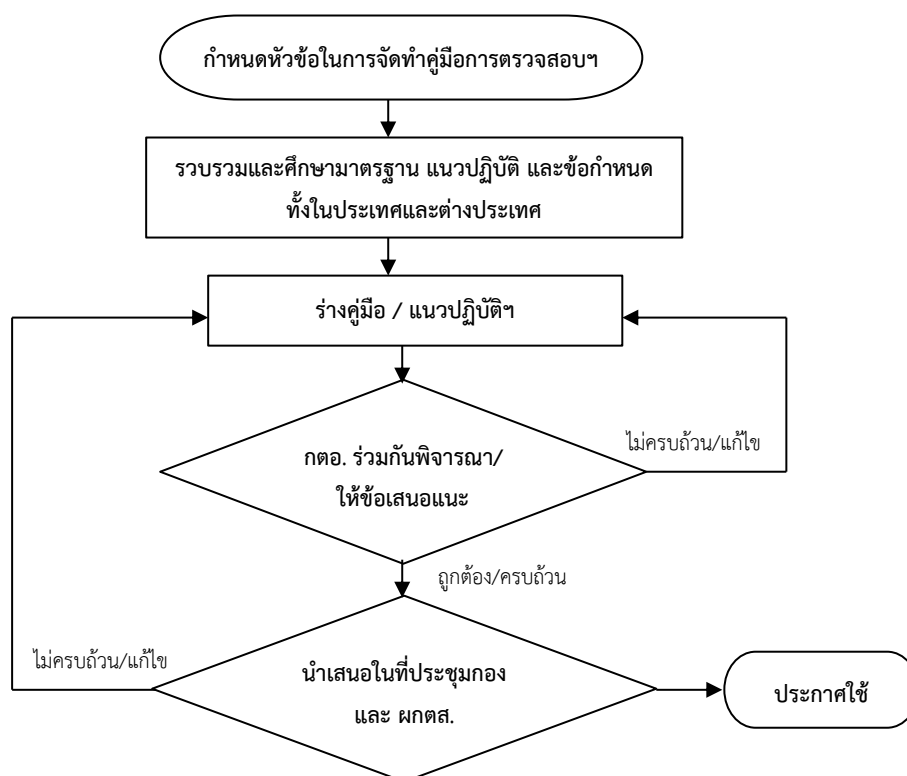 กำหนดหัวข้อในการจัดทำคู่มือการตรวจสอบฯ
รวบรวมและศึกษามาตรฐาน แนวปฏิบัติ และข้อกำหนด
ทั้งในประเทศและต่างประเทศ
ร่างคู่มือ / แนวปฏิบัติฯ
ไม่ครบถ้วน/แก้ไข
กตอ. ร่วมกันพิจารณา/
ให้ข้อเสนอแนะ
ถูกต้อง/ครบถ้วน
ไม่ครบถ้วน/แก้ไข
นำเสนอในที่ประชุมกอง
และ ผกตส.
ประกาศใช้